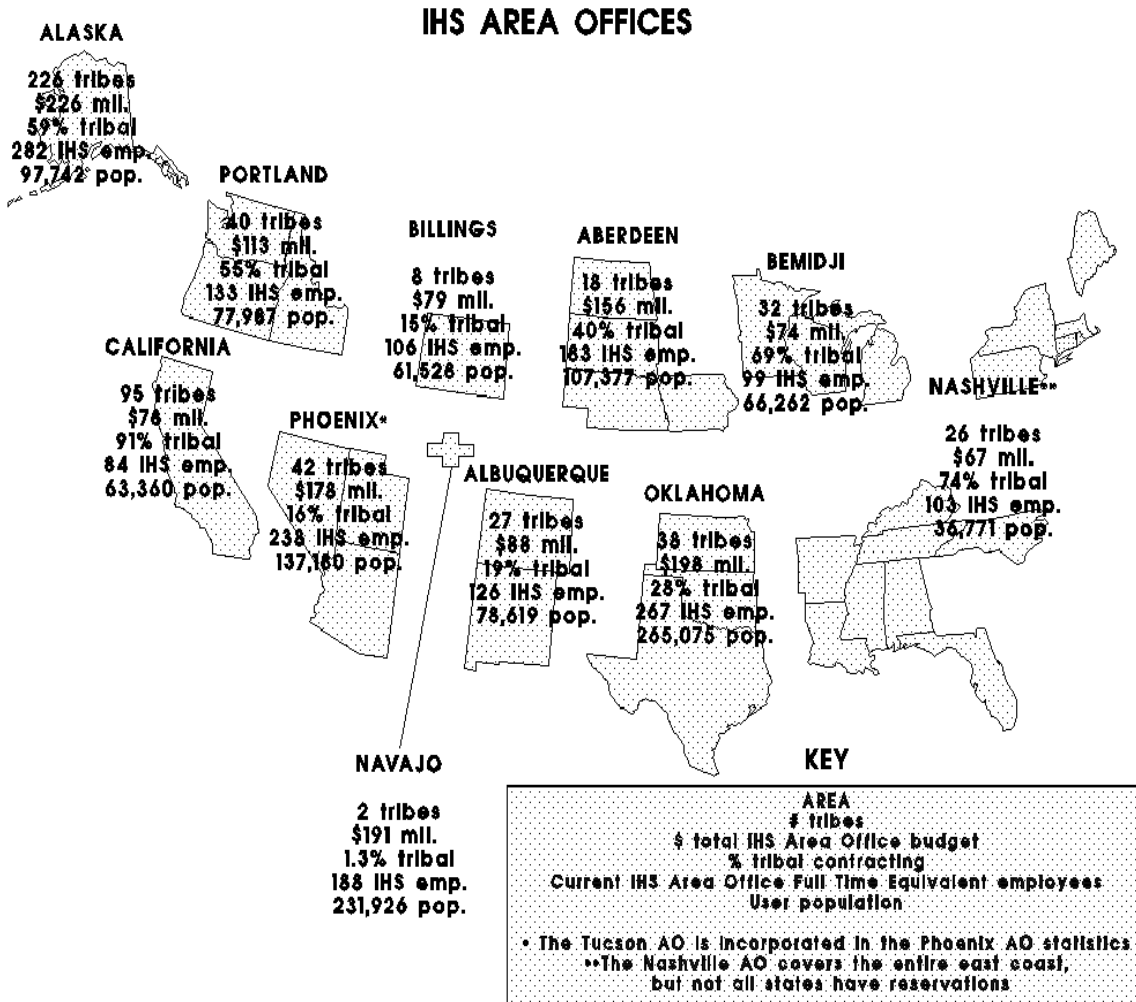 IHS AREA OFFICES
ALASKA
226 tribes
$226 mil.
59% tribal
282 IHS emp.
97,742 pop.
PORTLAND
40 tribes
$113 mil.
55% tribal
133 IHS emp.
77,987 pop.
BILLINGS
8 tribes
$79 mil.
15% tribal
106 IHS emp.
61,528 pop.
ABERDEEN
18 tribes
$156 mil.
40% tribal
183 IHS emp.
107,377 pop.
BEMIDJI
32 tribes
$74 mil.
69% tribal
99 IHS emp.
66,262 pop.
CALIFORNIA
95 tribes
$76 mil.
91% tribal
84 IHS emp.
63,360 pop.
PHOENIX*
42 tribes
$178 mil.
16% tribal
238 IHS emp.
137,180 pop.
ALBUQUERQUE
27 tribes
$88 mil.
19% tribal
126 IHS emp.
78,619 pop.
OKLAHOMA
38 tribes
$198 mil.
28% tribal
267 IHS emp.
265,075 pop.
NASHVILLE**
26 tribes
$67 mil.
74% tribal
103 IHS emp.
36,771 pop.
NAVAJO
2 tribes
$191 mil.
1.3% tribal
188 IHS emp.
231,926 pop.
KEY
AREA
# tribes
$ total IHS Area Office budget
% tribal contracting
Current IHS Area Office Full Time Equivalent employees
User population
• The Tucson AO is incorporated in the Phoenix AO statistics
••The Nashville AO covers the entire east coast,
but not all states have reservations